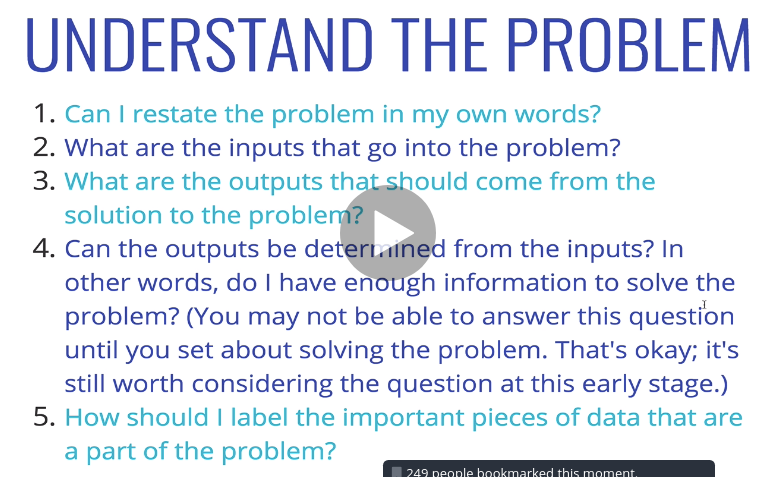 UNDERSTAND THE PROBLEM
1. Can I restate the problem in my own words?
2. What are the inputs that go into the problem?
3. What are the outputs that should come from the
solution to the problem?
4. Can the outputs be determined from the inputs? In
other words, do I have enough information to solve the
problem? (You may not be able to answer this question
until you set about solving the problem. That's okay; it's
still worth considering the question at this early stage.)
5. How should I label the important pieces of data that are
a part of the problem?
249 people bookmarked this moment.